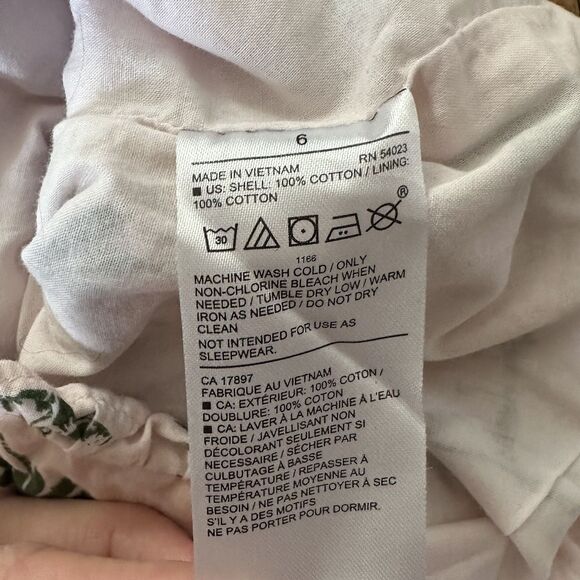 6
MADE IN VIETNAM RN 54023
■ US: SHELL: 100% COTTON / LINING:
100% COTTON
30
®
1166
MACHINE WASH COLD / ONLY
NON-CHLORINE BLEACH WHEN
NEEDED / TUMBLE DRY LOW / WARM
IRON AS NEEDED / DO NOT DRY
CLEAN
NOT INTENDED FOR USE AS
SLEEPWEAR.
CA 17897
FABRIQUE AU VIETNAM
■ CA: EXTÉRIEUR: 100% COTON /
DOUBLURE: 100% COTON
■ CA: LAVER À LA MACHINE À L'EAU
FROIDE / JAVELLISANT NON
DÉCOLORANT SEULEMENT SI
NECESSAIRE / SÉCHER PAR
CULBUTAGE À BASSE
TEMPÉRATURE / REPASSER À
TEMPÉRATURE MOYENNE AU
BESOIN / NE PAS NETTOYER À SEC
S'IL Y A DES MOTIFS
NE PAS PORTER POUR DORMIR.